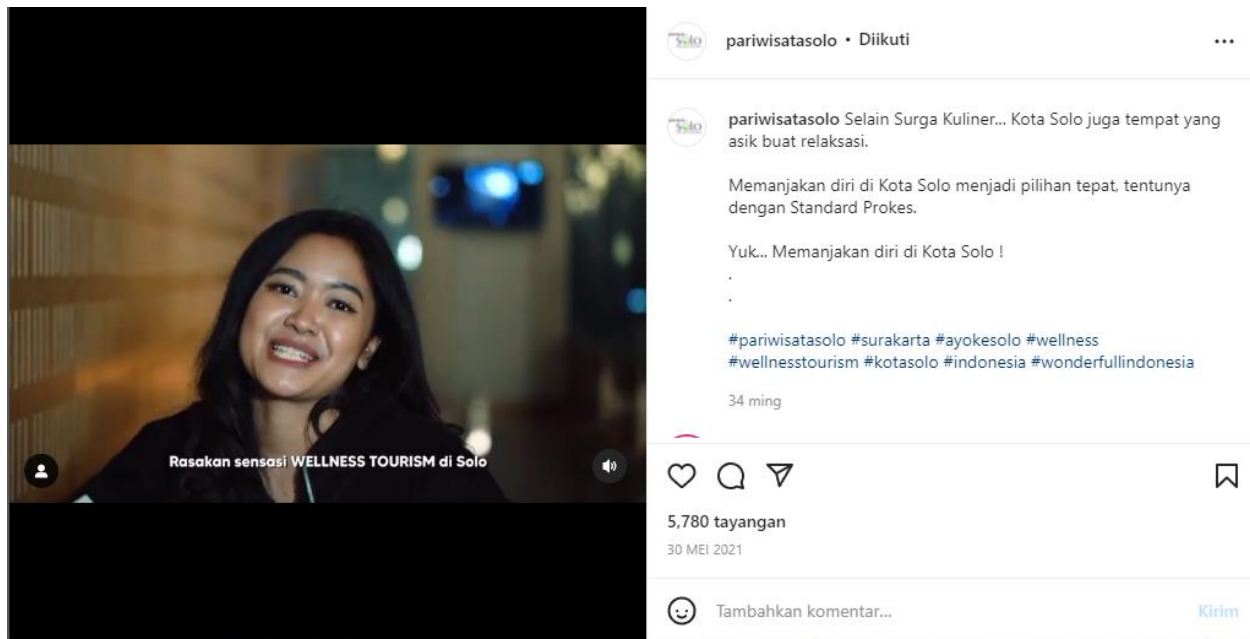 pariwisatasolo • Diikuti
pariwisatasolo Selain Surga Kuliner... Kota Solo juga tempat yang
asik buat relaksasi.
Memanjakan diri di Kota Solo menjadi pilihan tepat, tentunya
dengan Standard Prokes.
Yuk... Memanjakan diri di Kota Solo !
.
.
#pariwisatasolo #surakarta #ayokesolo #wellness
#wellnesstourism #kotasolo #indonesia #wonderfullindonesia
34 ming
Rasakan sensasi WELLNESS TOURISM di Solo
5,780 tayangan
30 MEI 2021
Tambahkan komentar...
Kirim